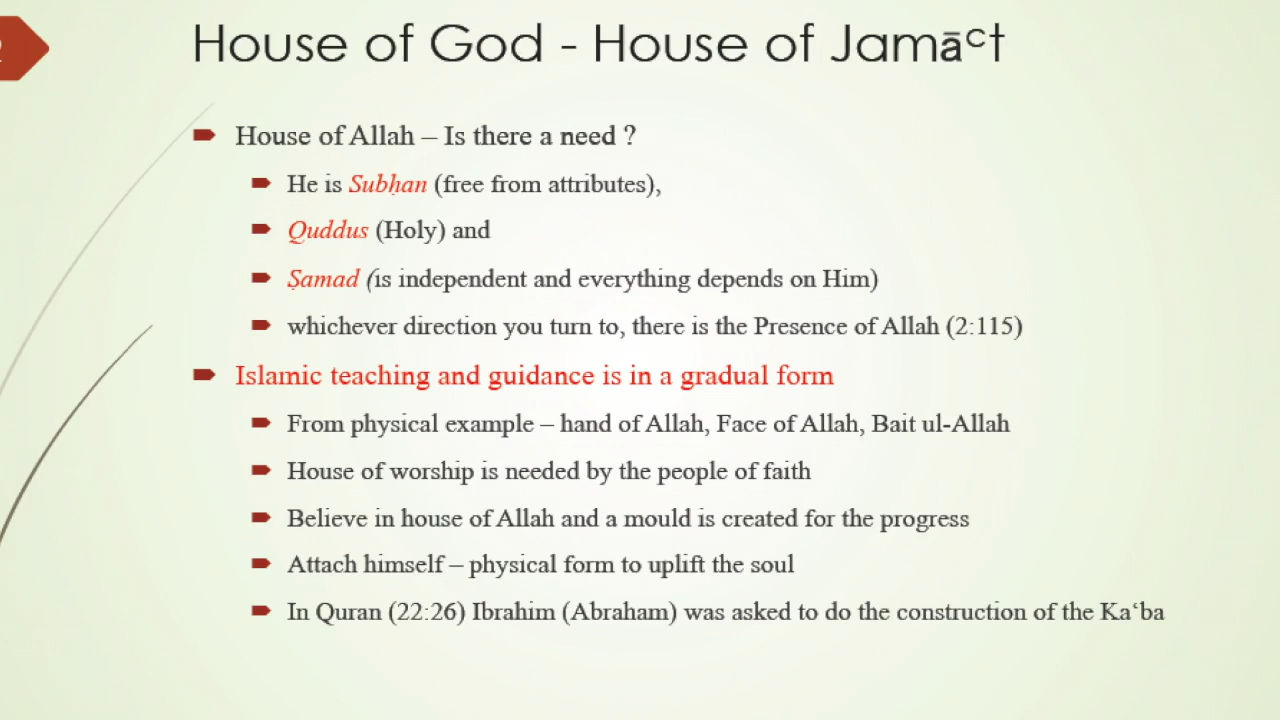 2
House of God - House of Jamāᶜt
House of Allah – Is there a need ?
He is Subḥan (free from attributes),
Quddus (Holy) and
Ṣamad (is independent and everything depends on Him)
whichever direction you turn to, there is the Presence of Allah (2:115)
Islamic teaching and guidance is in a gradual form
From physical example – hand of Allah, Face of Allah, Bait ul-Allah
House of worship is needed by the people of faith
Believe in house of Allah and a mould is created for the progress
Attach himself – physical form to uplift the soul
In Quran (22:26) Ibrahim (Abraham) was asked to do the construction of the Ka‘ba